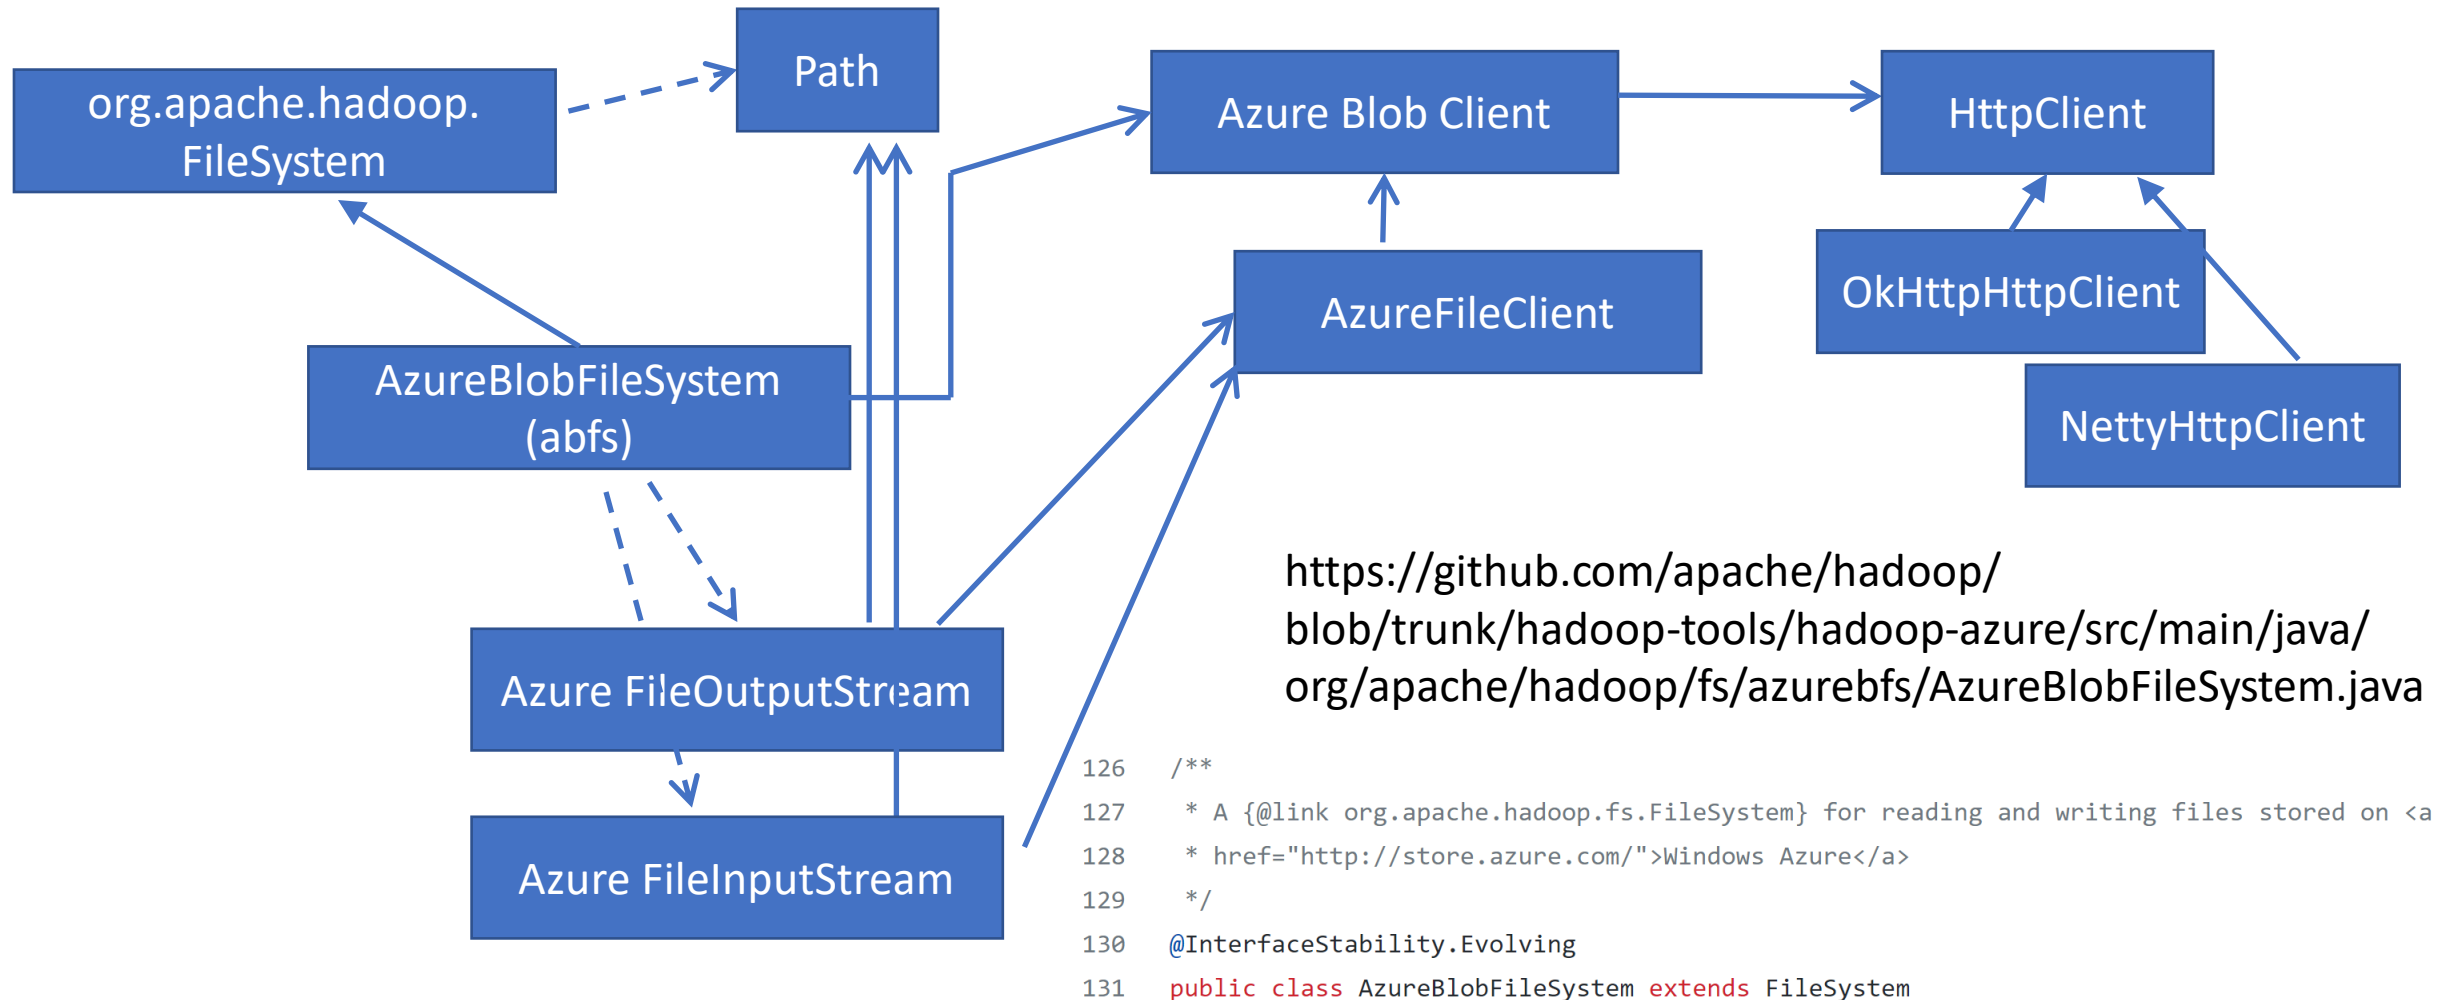 Path
org.apache.hadoop.
FileSystem
Azure Blob Client
HttpClient
AzureFileClient
OkHttpHttpClient
AzureBlobFileSystem
(abfs)
NettyHttpClient
Azure FileOutputStream
Azure FileInputStream
https://github.com/apache/hadoop/
blob/trunk/hadoop-tools/hadoop-azure/src/main/java/
org/apache/hadoop/fs/azurebfs/AzureBlobFileSystem.java
126 /**
127 * A {@link org.apache.hadoop.fs.FileSystem} for reading and writing files stored on <a
128 * href="http://store.azure.com/">Windows Azure</a>
129 */
130 @InterfaceStability.Evolving
131 public class AzureBlobFileSystem extends FileSystem